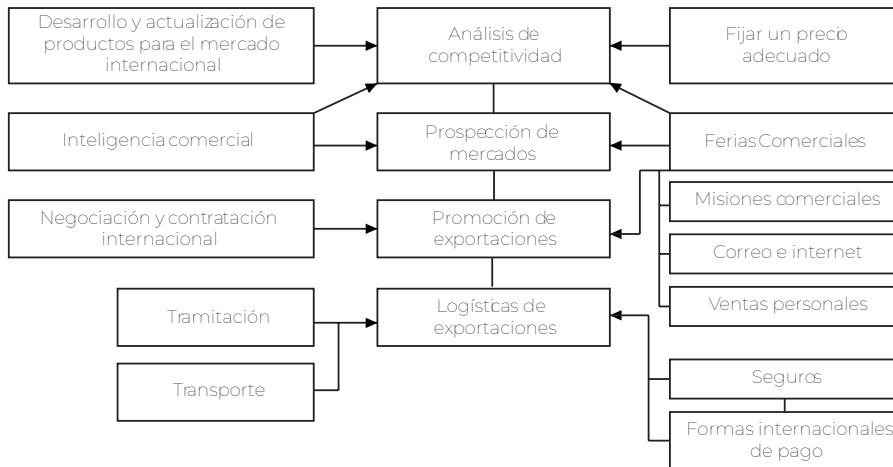 Desarrollo y actualización de
productos para el mercado
internacional
Análisis de
competitividad
Fijar un precio
adecuado
Inteligencia comercial
Prospección de
mercados
Ferias Comerciales
Misiones comerciales
Negociación y contratación
internacional
Promoción de
exportaciones
Correo e internet
Ventas personales
Tramitación
Logísticas de
exportaciones
Transporte
Seguros
Formas internacionales
de pago